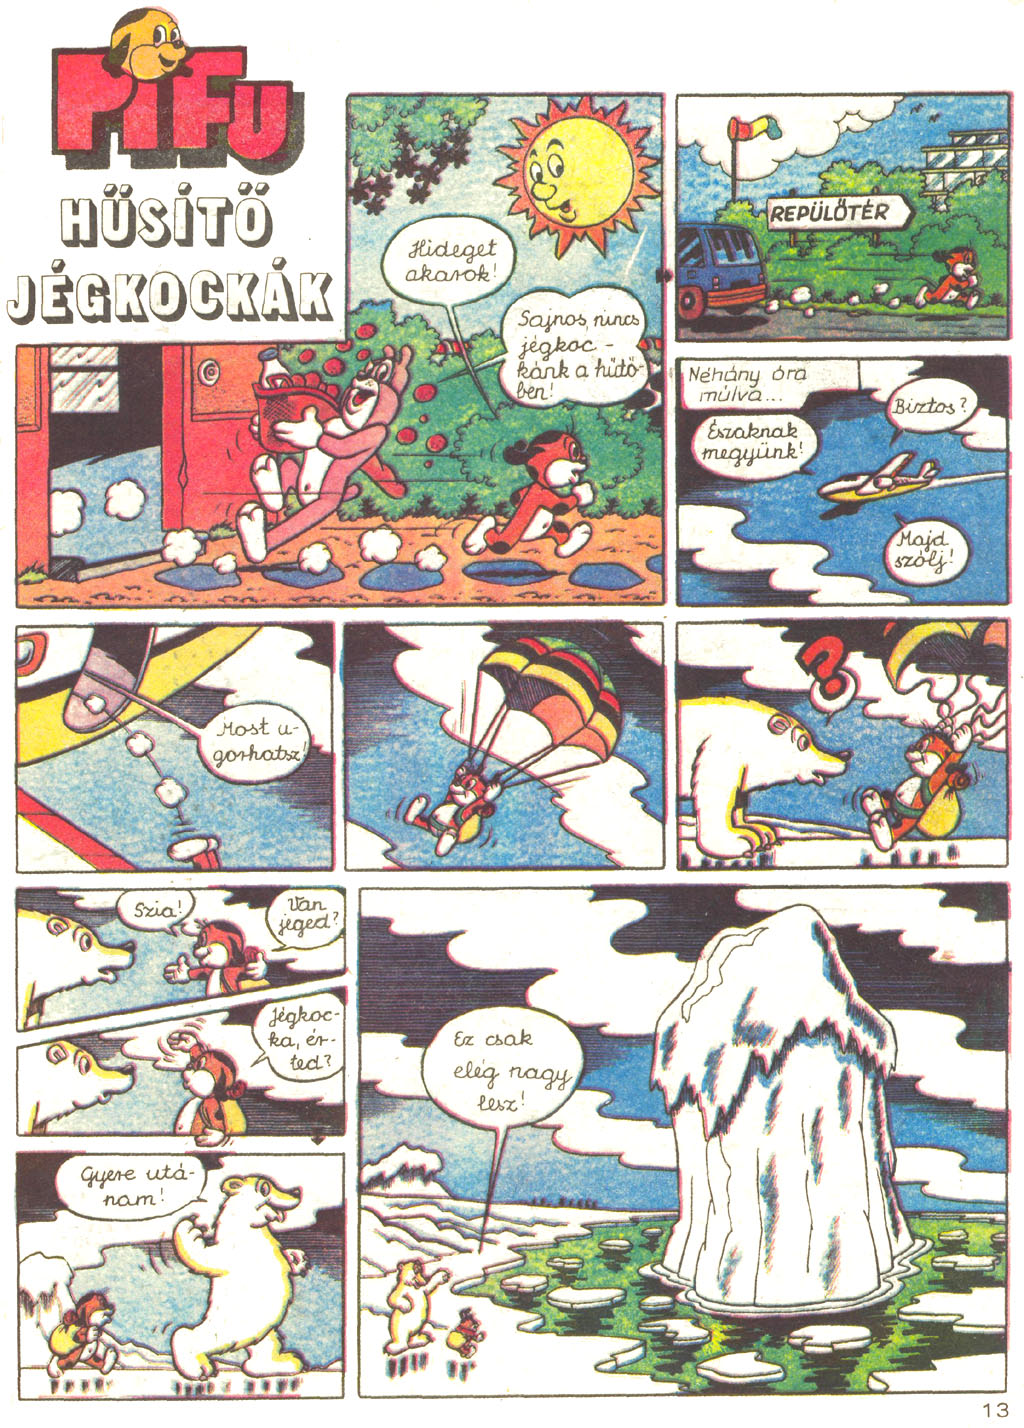 PiFu
HŰSÍTŐ
JÉGKOCKÁK
Hideget
akarok!
Sajnos, nincs
jégkoc-
kánk a hűtő-
ben!
REPÜLŐTÉR
Néhány óra
múlva...
Északnak
megyünk!
Biztos?
Majd
szólj!
Most u-
gorhatsz!
?
Szia!
Van
jeged?
Jégkoc-
ka, ér-
ted?
Gyere utá-
nam!
Ez csak
elég nagy
lesz!
13